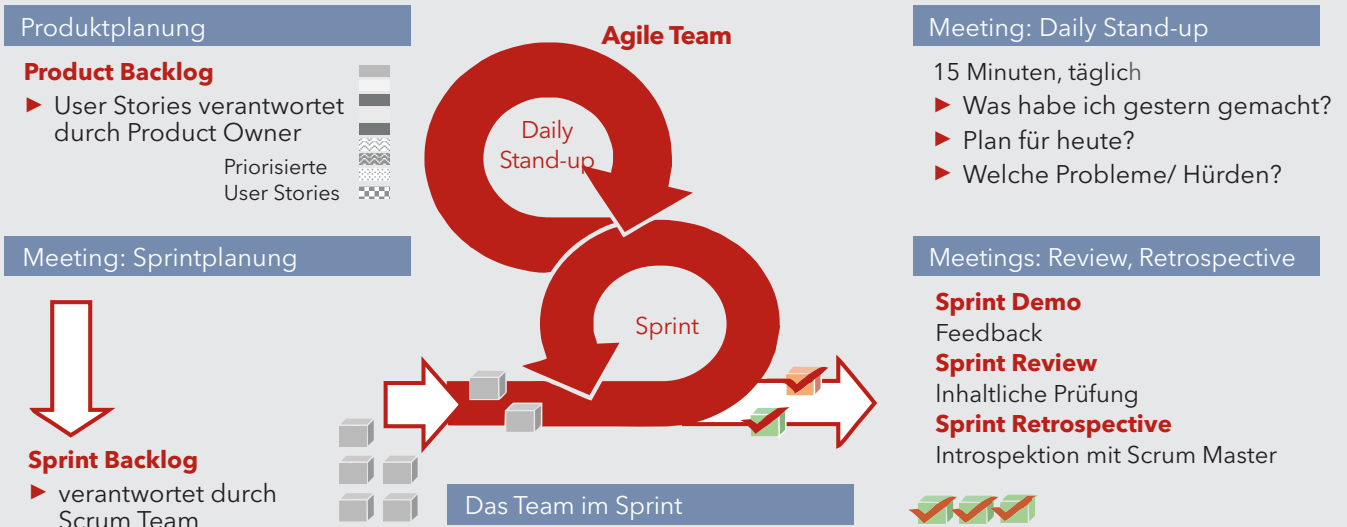 Produktplanung
Product Backlog
► User Stories verantwortet
durch Product Owner
Priorisierte
User Stories
Meeting: Sprintplanung
Sprint Backlog
► verantwortet durch
Scrum Team
Agile Team
Daily
Stand-up
Sprint
Das Team im Sprint
Meeting: Daily Stand-up
15 Minuten, täglich
► Was habe ich gestern gemacht?
► Plan für heute?
► Welche Probleme/ Hürden?
Meetings: Review, Retrospective
Sprint Demo
Feedback
Sprint Review
Inhaltliche Prüfung
Sprint Retrospective
Introspektion mit Scrum Master